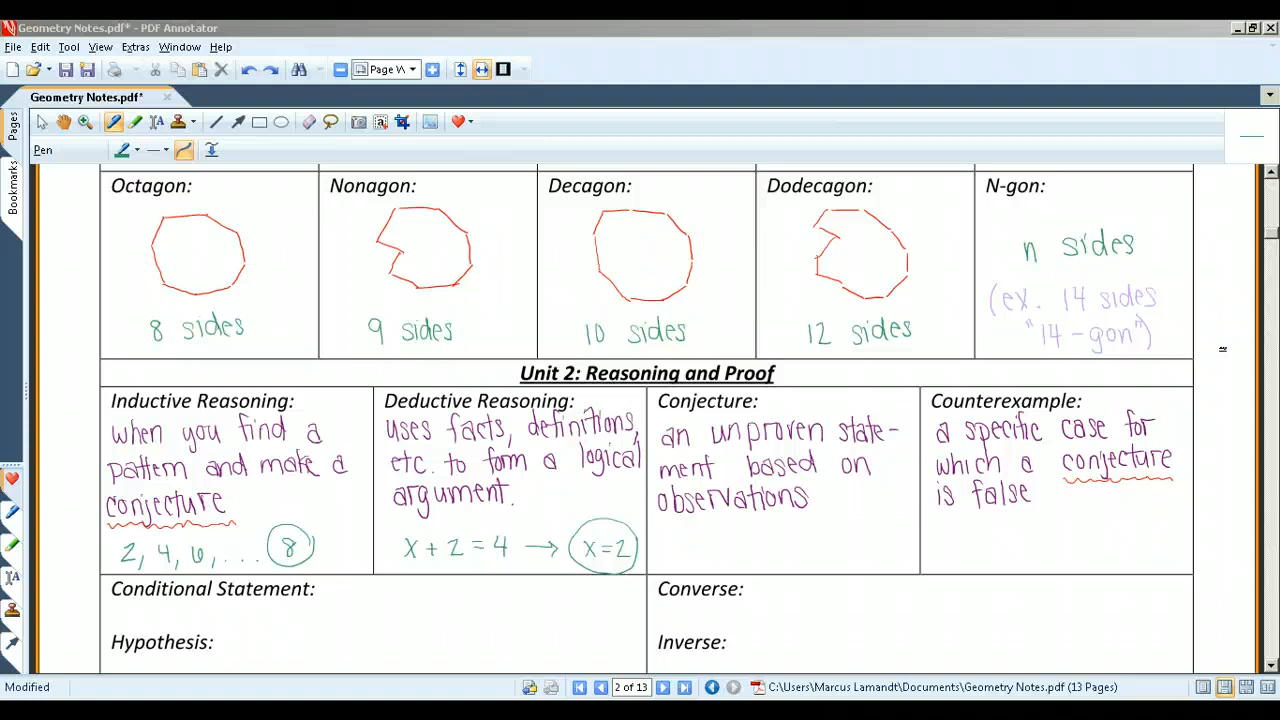 Geometry Notes.pdf* - PDF Annotator
File Edit Tool View Extras Window Help
Page W
Geometry Notes.pdf*
Pages
Bookmarks
Pen
Octagon: Nonagon: Decagon: Dodecagon: N-gon:
n sides
(ex. 14 sides
"14-gon")
8 sides 9 sides 10 sides 12 sides
Unit 2: Reasoning and Proof
Inductive Reasoning:
when you find a
pattern and make a
conjecture
2, 4, 6, ... 8
Deductive Reasoning:
uses facts, definitions,
etc. to form a logical
argument.
x + 2 = 4 → x=2
Conjecture:
an unproven state-
ment based on
observations
Counterexample:
a specific case for
which a conjecture
is false
Conditional Statement:
Hypothesis:
Converse:
Inverse:
Modified
2 of 13
C:\Users\Marcus Lamandt\Documents\Geometry Notes.pdf (13 Pages)